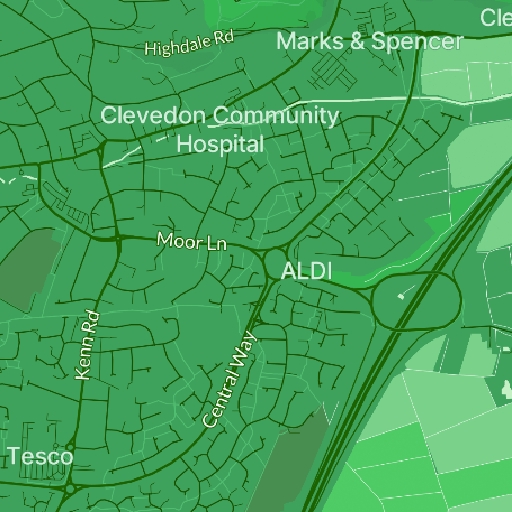 Cle
Highdale Rd
Marks & Spencer
Clevedon Community
Hospital
Moor Ln
ALDI
Kenn Rd
Central Way
Tesco